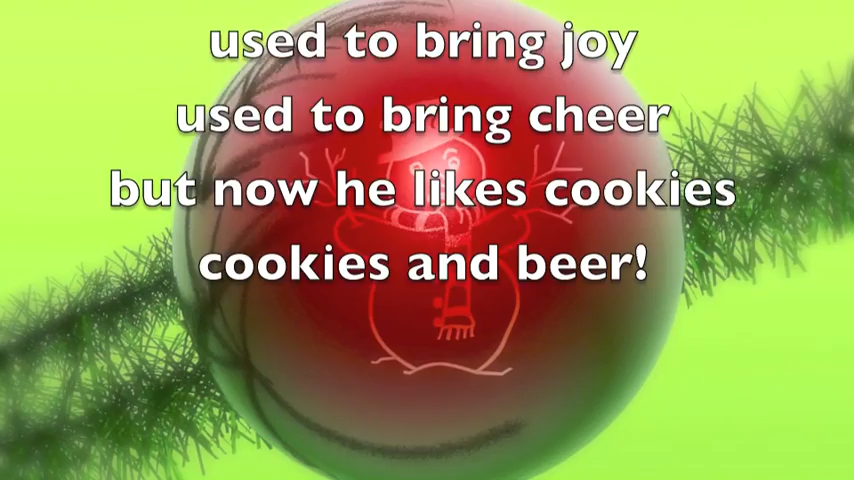 used to bring joy
used to bring cheer
but now he likes cookies
cookies and beer!